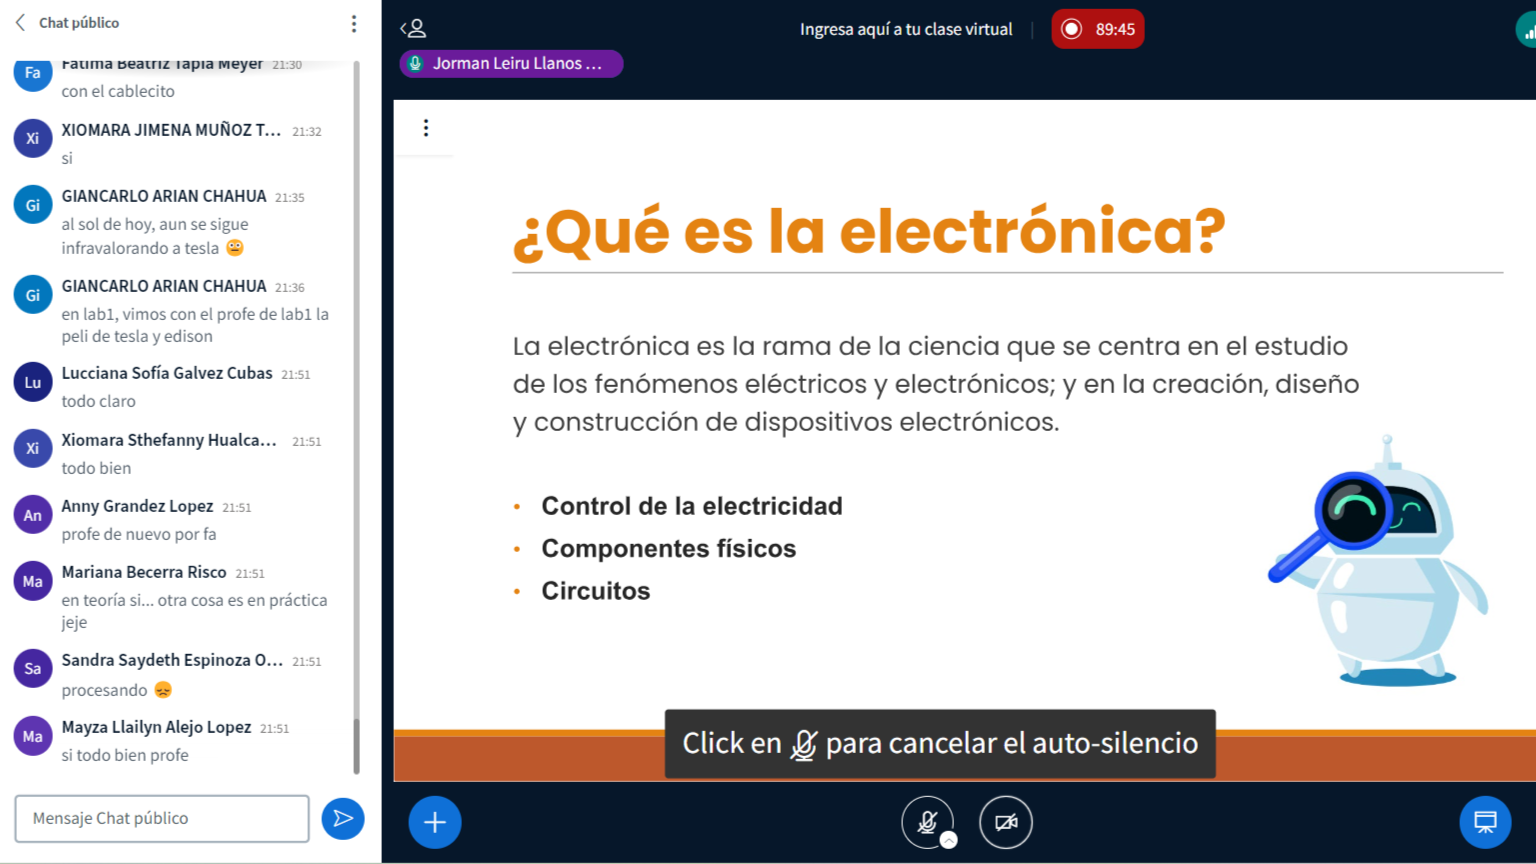 Chat público
Fa
Fátima Beatriz Tapia Meyer 21:30
con el cablecito
Xi
XIOMARA JIMENA MUÑOZ T... 21:32
si
Gi
GIANCARLO ARIAN CHAHUA 21:35
al sol de hoy, aun se sigue
infravalorando a tesla
Gi
GIANCARLO ARIAN CHAHUA 21:36
en lab1, vimos con el profe de lab1 la
peli de tesla y edison
Lu
Lucciana Sofía Galvez Cubas 21:51
todo claro
Xi
Xiomara Sthefanny Hualca... 21:51
todo bien
An
Anny Grandez Lopez 21:51
profe de nuevo por fa
Ma
Mariana Becerra Risco 21:51
en teoría si... otra cosa es en práctica
jeje
Sa
Sandra Saydeth Espinoza O... 21:51
procesando
Ma
Mayza Llailyn Alejo Lopez 21:51
si todo bien profe
Mensaje Chat público
Ingresa aquí a tu clase virtual
89:45
Jorman Leiru Llanos ...
¿Qué es la electrónica?
La electrónica es la rama de la ciencia que se centra en el estudio
de los fenómenos eléctricos y electrónicos; y en la creación, diseño
y construcción de dispositivos electrónicos.
• Control de la electricidad
• Componentes físicos
• Circuitos
Click en para cancelar el auto-silencio